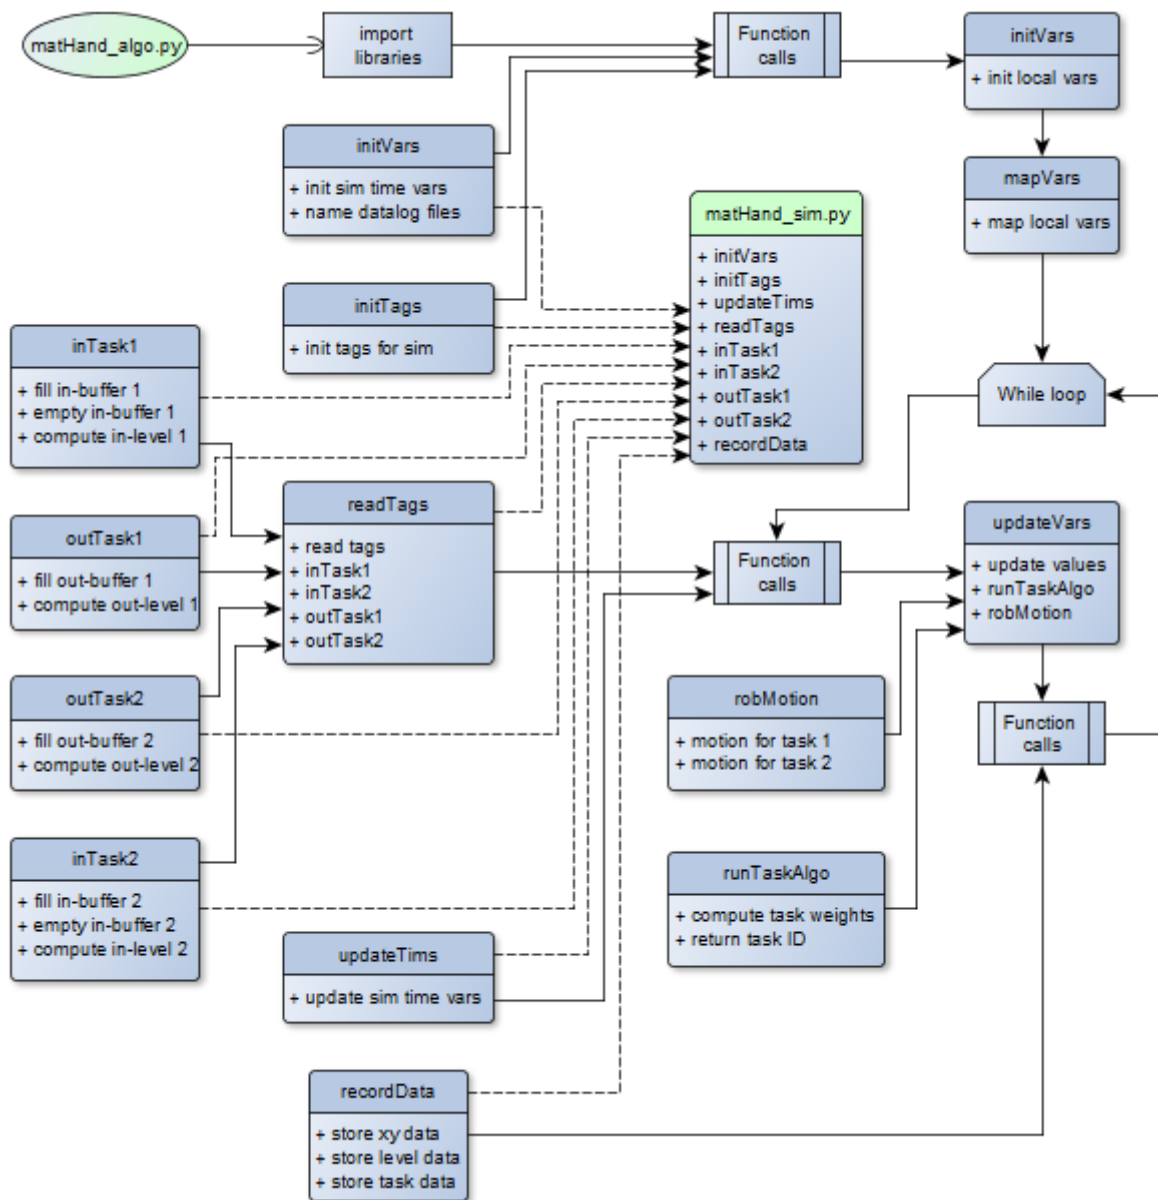 matHand_algo.py
import
libraries
Function
calls
initVars
+ init local vars
initVars
+ init sim time vars
+ name datalog files
mapVars
+ map local vars
matHand_sim.py
+ initVars
+ initTags
+ updateTims
+ readTags
+ inTask1
+ inTask2
+ outTask1
+ outTask2
+ recordData
initTags
+ init tags for sim
inTask1
+ fill in-buffer 1
+ empty in-buffer 1
+ compute in-level 1
While loop
readTags
+ read tags
+ inTask1
+ inTask2
+ outTask1
+ outTask2
outTask1
+ fill out-buffer 1
+ compute out-level 1
Function
calls
updateVars
+ update values
+ runTaskAlgo
+ robMotion
outTask2
+ fill out-buffer 2
+ compute out-level 2
robMotion
+ motion for task 1
+ motion for task 2
Function
calls
inTask2
+ fill in-buffer 2
+ empty in-buffer 2
+ compute in-level 2
runTaskAlgo
+ compute task weights
+ return task ID
updateTims
+ update sim time vars
recordData
+ store xy data
+ store level data
+ store task data